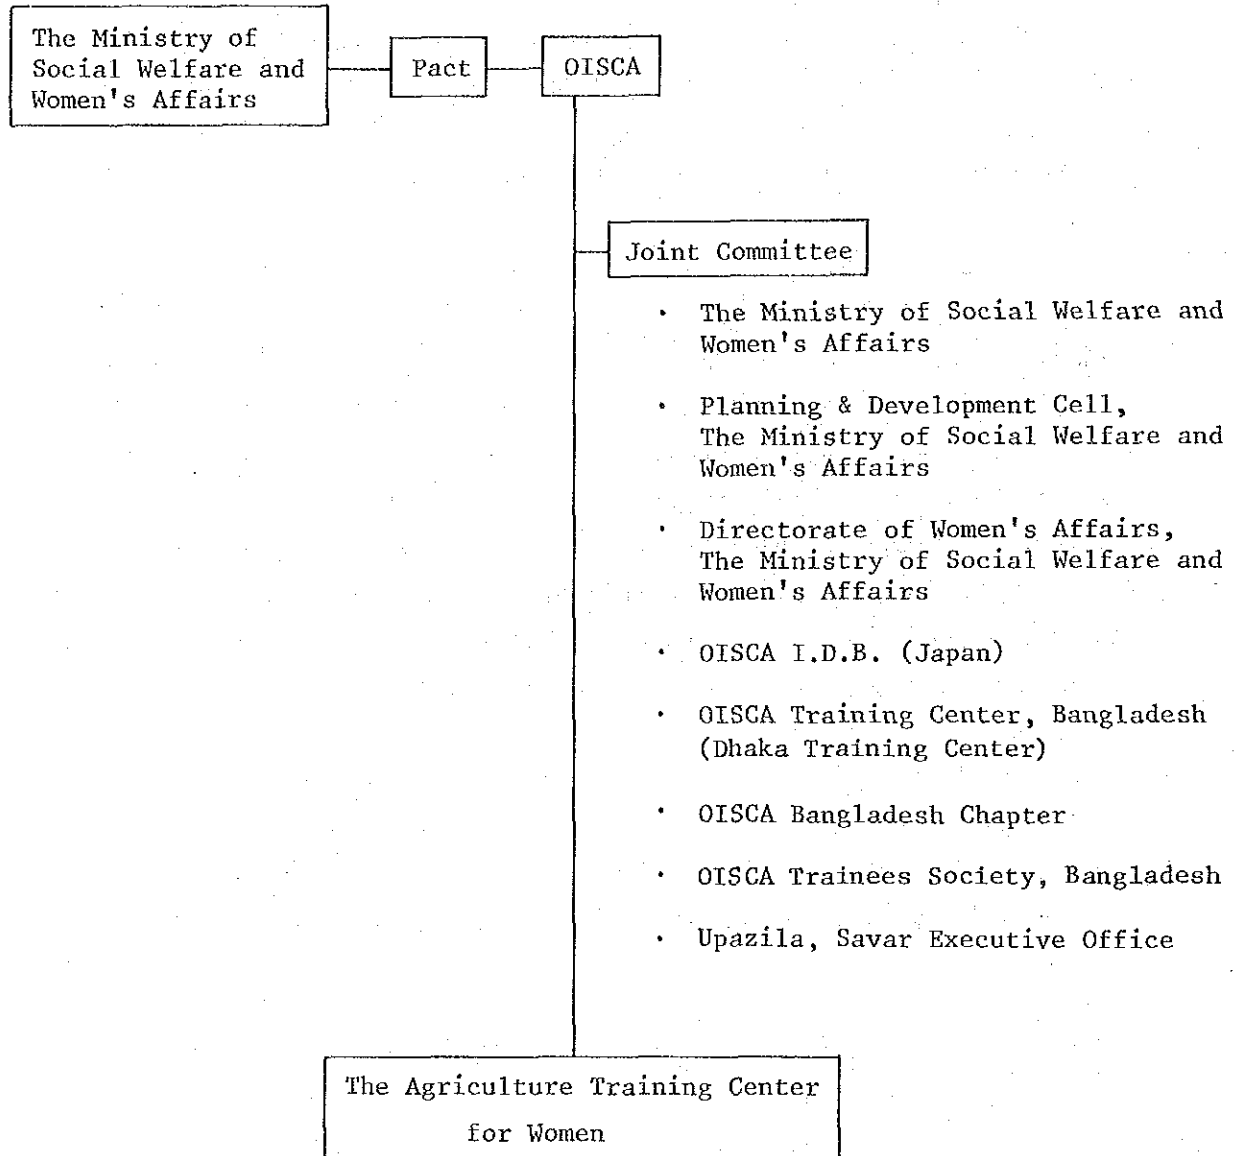 The Ministry of
Social Welfare and
Women's Affairs
Pact
OISCA
Joint Committee
· The Ministry of Social Welfare and
Women's Affairs
· Planning & Development Cell,
The Ministry of Social Welfare and
Women's Affairs
· Directorate of Women's Affairs,
The Ministry of Social Welfare and
Women's Affairs
· OISCA I.D.B. (Japan)
· OISCA Training Center, Bangladesh
(Dhaka Training Center)
· OISCA Bangladesh Chapter
· OISCA Trainees Society, Bangladesh
· Upazila, Savar Executive Office
The Agriculture Training Center
for Women